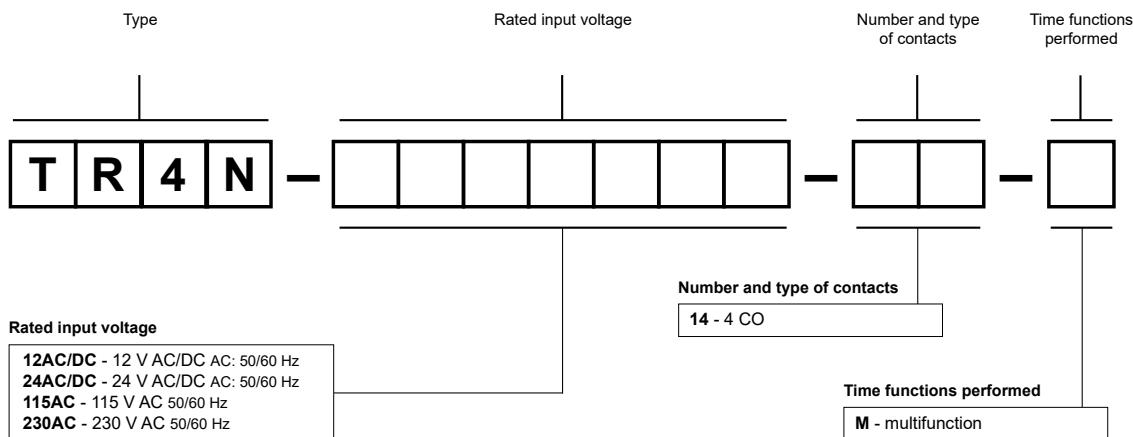 Type
Rated input voltage
Number and type
of contacts
Time functions
performed
T R 4 N – – –
Number and type of contacts
14 - 4 CO
Rated input voltage
12AC/DC - 12 V AC/DC AC: 50/60 Hz
24AC/DC - 24 V AC/DC AC: 50/60 Hz
115AC - 115 V AC 50/60 Hz
230AC - 230 V AC 50/60 Hz
Time functions performed
M - multifunction